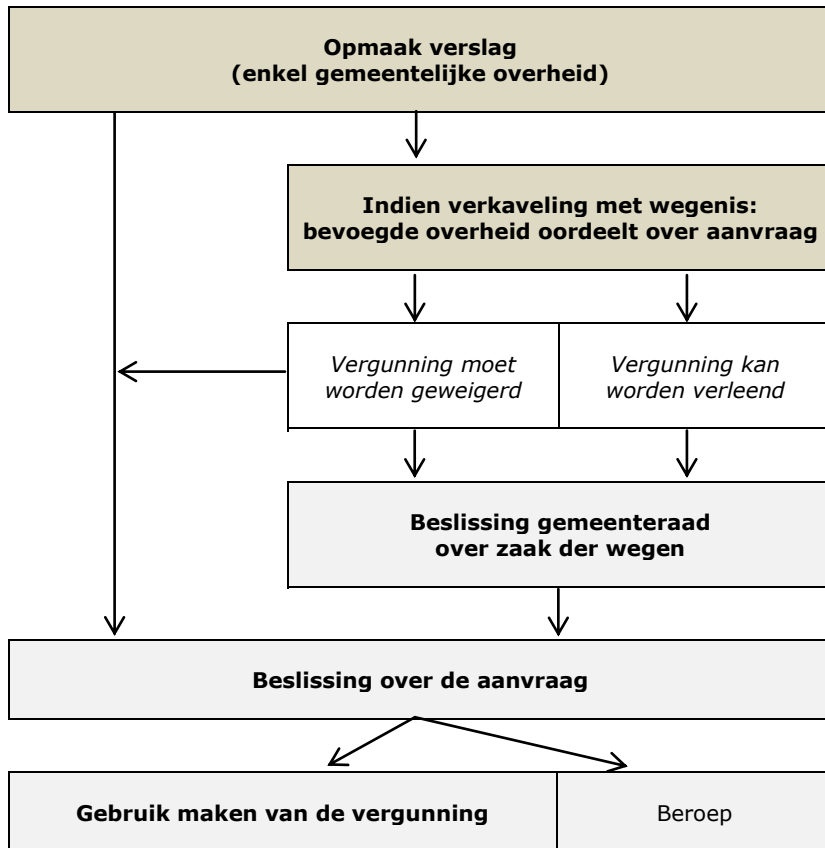 Opmaak verslag
(enkel gemeentelijke overheid)
Indien verkaveling met wegenis:
bevoegde overheid oordeelt over aanvraag
Vergunning moet
worden geweigerd
Vergunning kan
worden verleend
Beslissing gemeenteraad
over zaak der wegen
Beslissing over de aanvraag
Gebruik maken van de vergunning
Beroep